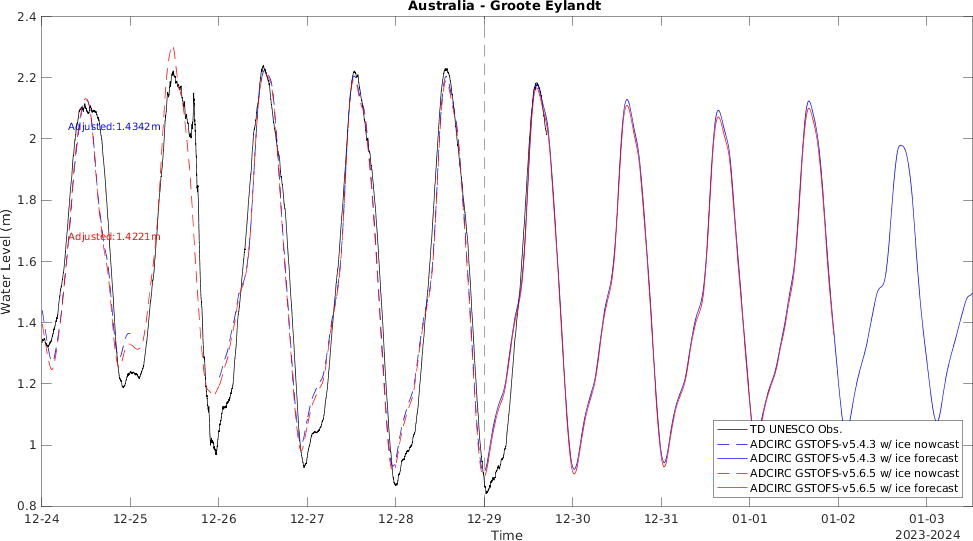 Australia - Groote Eylandt
2.4
2.2
2
1.8
1.6
1.4
1.2
1
0.8
Water Level (m)
Adjusted:1.4342m
Adjusted:1.4221m
TD UNESCO Obs.
ADCIRC GSTOFS-v5.4.3 w/ ice nowcast
ADCIRC GSTOFS-v5.4.3 w/ ice forecast
ADCIRC GSTOFS-v5.6.5 w/ ice nowcast
ADCIRC GSTOFS-v5.6.5 w/ ice forecast
12-24 12-25 12-26 12-27 12-28 12-29 12-30 12-31 01-01 01-02 01-03
2023-2024
Time